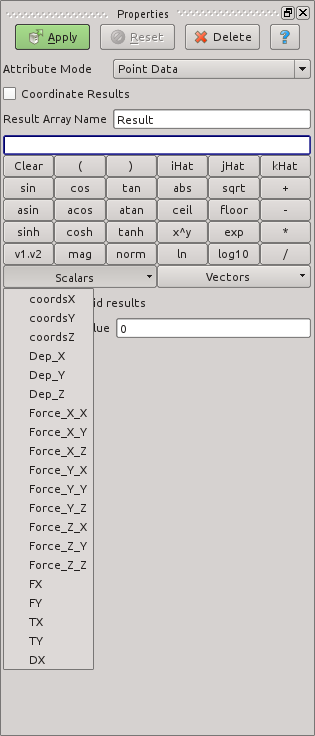 Properties
Apply Reset Delete ?
Attribute Mode Point Data
Coordinate Results
Result Array Name Result
Clear ( ) iHat jHat kHat
sin cos tan abs sqrt +
asin acos atan ceil floor -
sinh cosh tanh x^y exp *
v1.v2 mag norm ln log10 /
Scalars Vectors
id results
lue 0
coordsX
coordsY
coordsZ
Dep_X
Dep_Y
Dep_Z
Force_X_X
Force_X_Y
Force_X_Z
Force_Y_X
Force_Y_Y
Force_Y_Z
Force_Z_X
Force_Z_Y
Force_Z_Z
FX
FY
TX
TY
DX